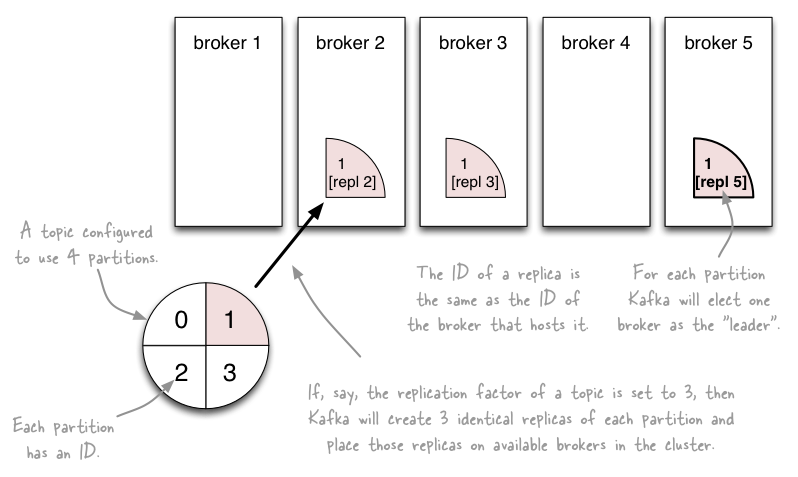 broker 1
broker 2
broker 3
broker 4
broker 5
1
[repl 2]
1
[repl 3]
1
[repl 5]
A topic configured
to use 4 partitions.
0
1
2
3
Each partition
has an ID.
The ID of a replica is
the same as the ID of
the broker that hosts it.
For each partition
Kafka will elect one
broker as the "leader".
If, say, the replication factor of a topic is set to 3, then
Kafka will create 3 identical replicas of each partition and
place those replicas on available brokers in the cluster.